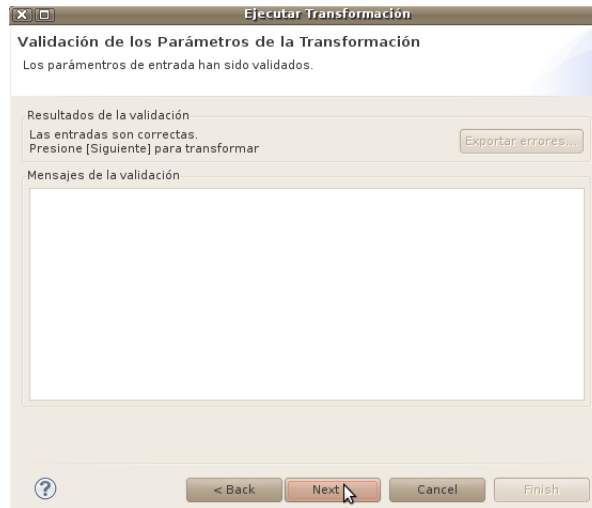 Ejecutar Transformación
Validación de los Parámetros de la Transformación
Los parámentros de entrada han sido validados.
Resultados de la validación
Las entradas son correctas.
Presione [Siguiente] para transformar
Exportar errores...
Mensajes de la validación
< Back Next Cancel Finish